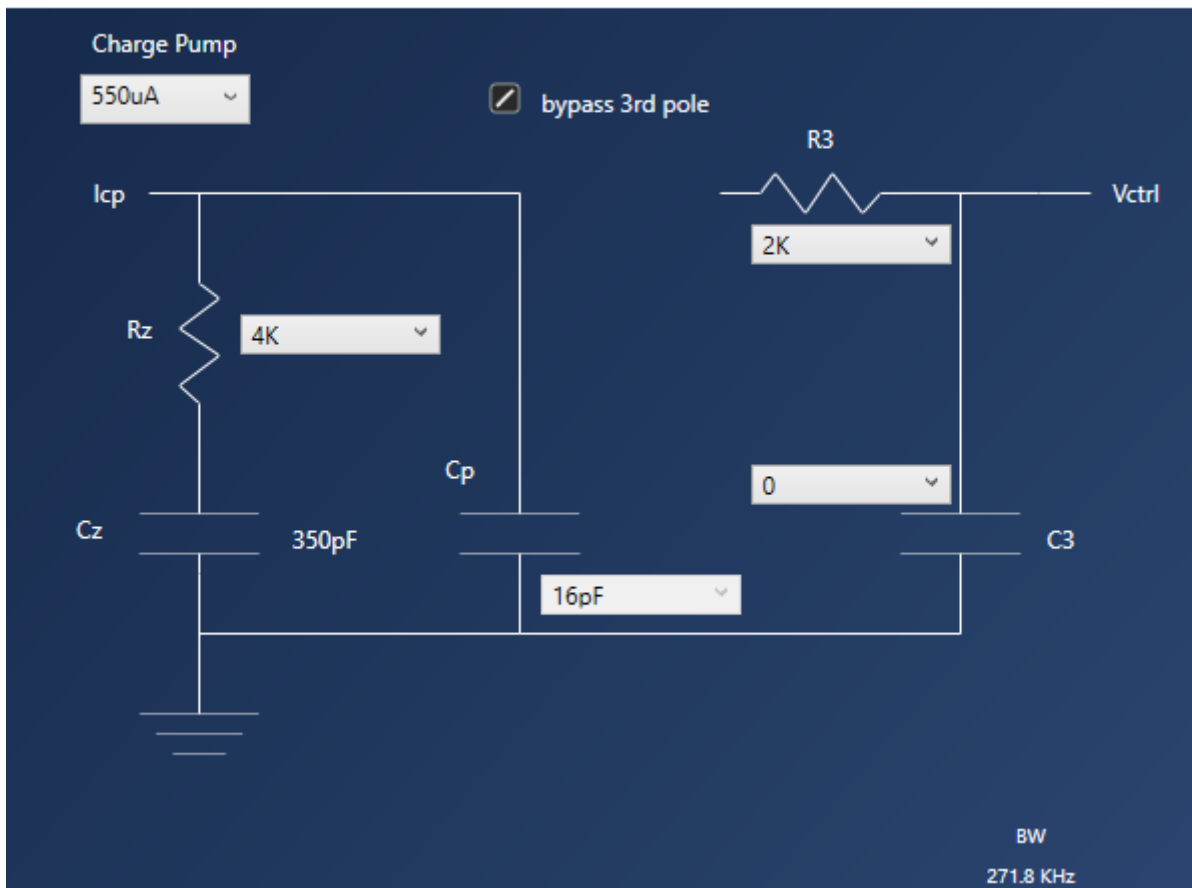 Charge Pump
550uA
bypass 3rd pole
R3
Icp
Vctrl
2K
Rz
4K
Cp
0
Cz
350pF
C3
16pF
BW
271.8 KHz